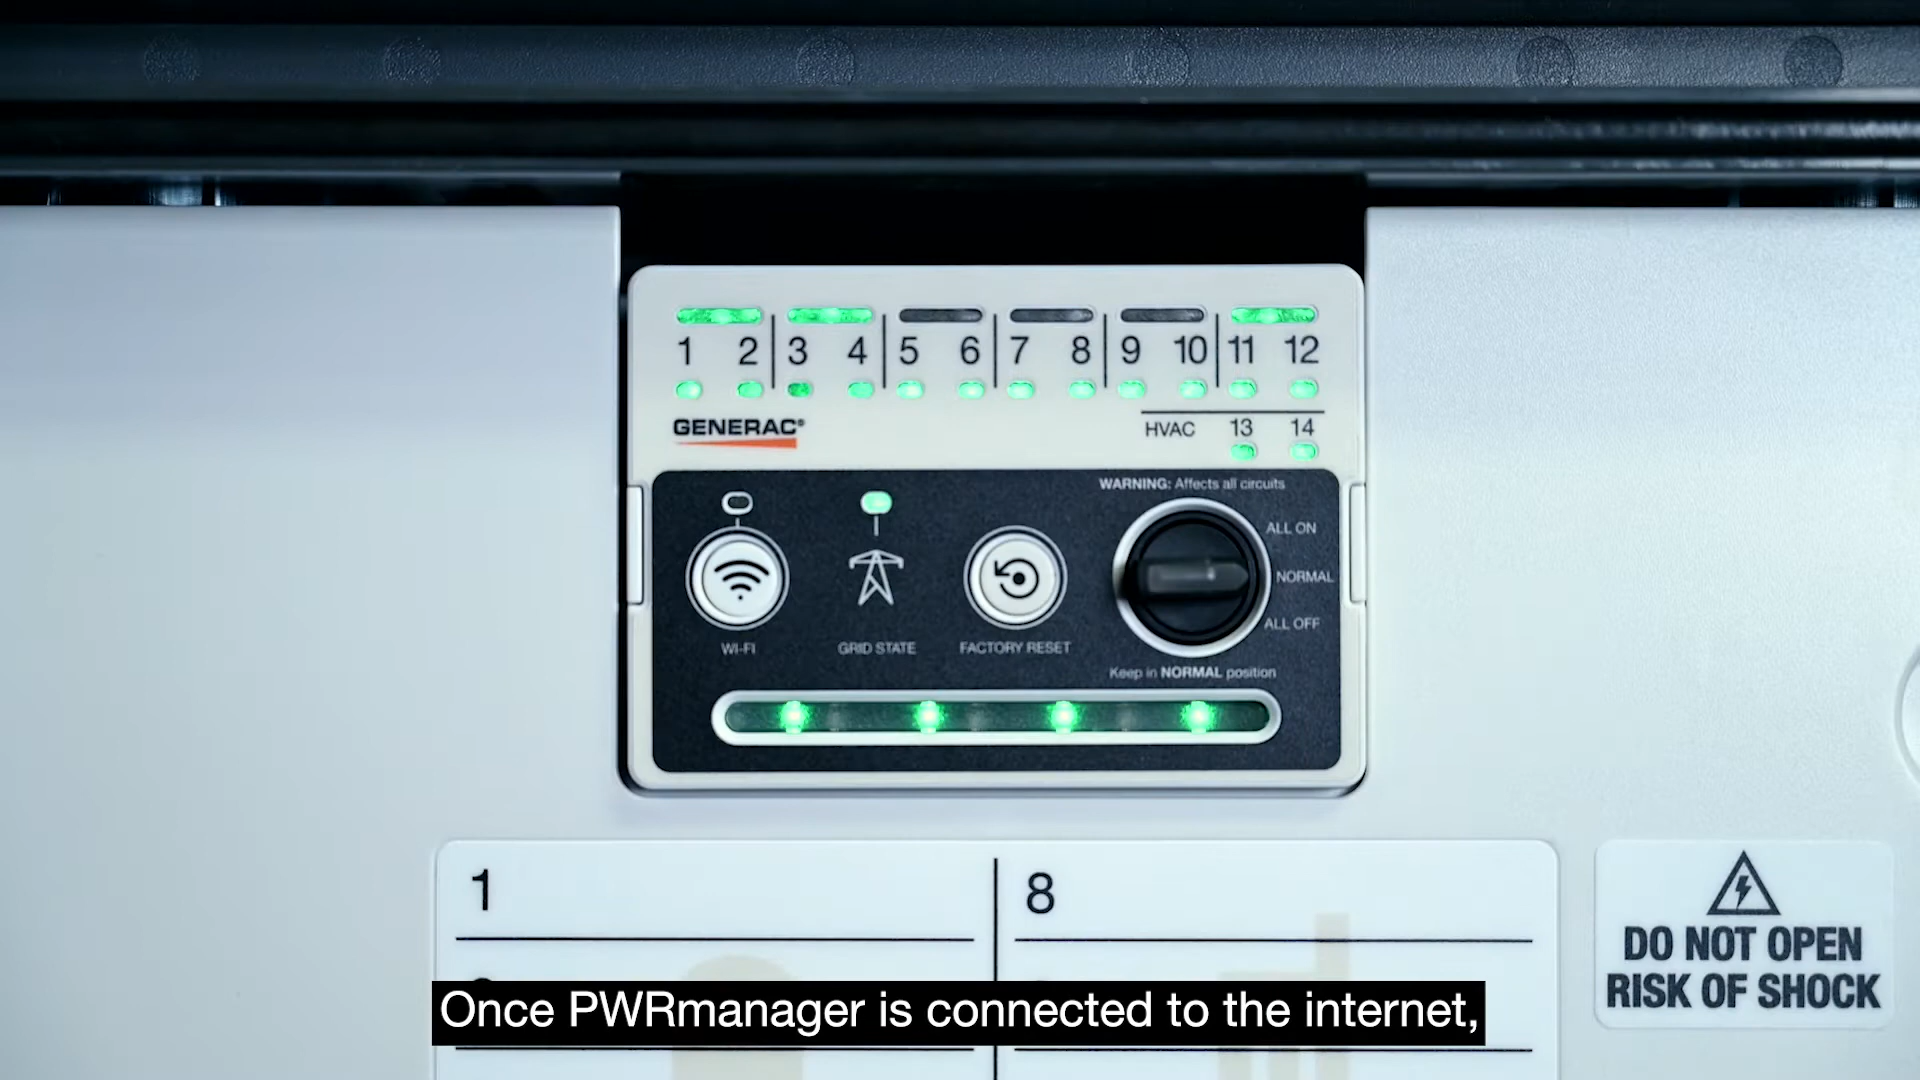 1 2 3 4 5 6 7 8 9 10 11 12
GENERAC®
HVAC 13 14
WARNING: Affects all circuits
ALL ON
NORMAL
ALL OFF
WI-FI
GRID STATE
FACTORY RESET
Keep in NORMAL position
1
8
DO NOT OPEN
RISK OF SHOCK
Once PWRmanager is connected to the internet,